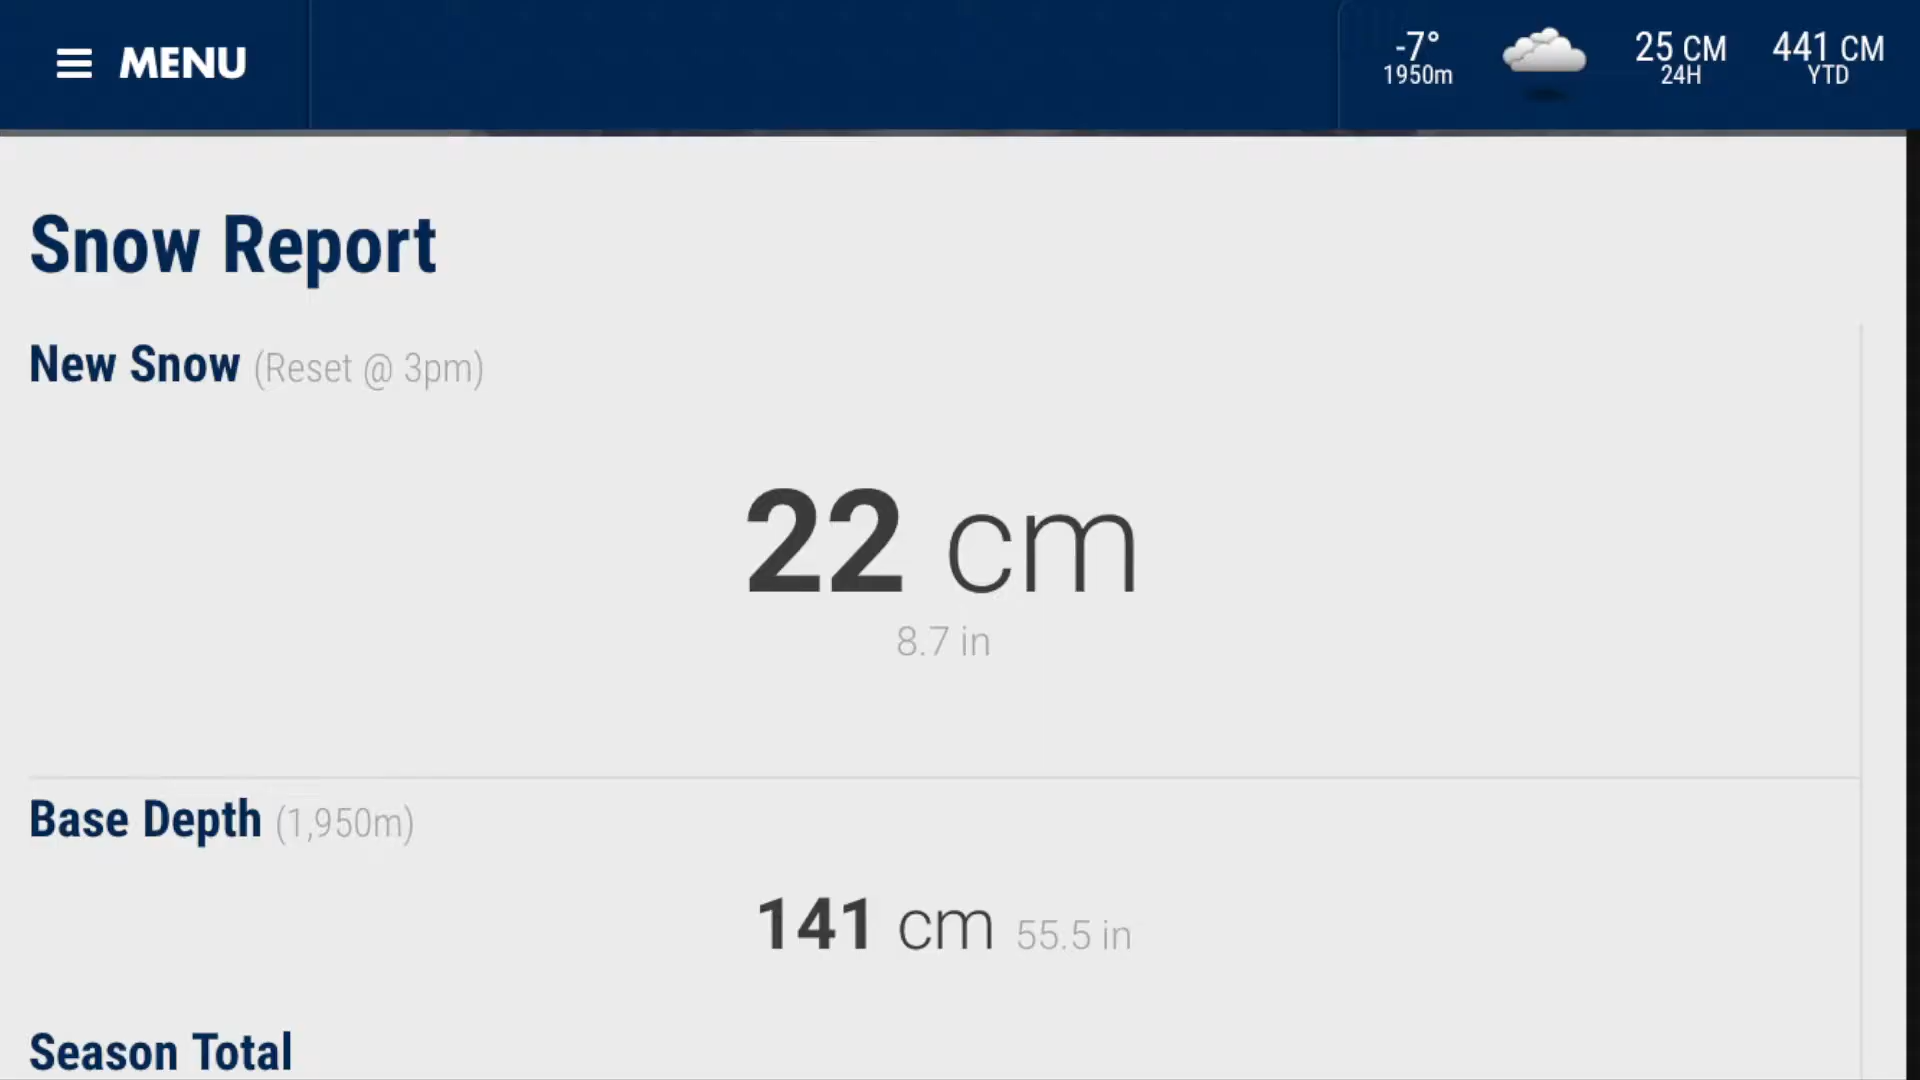 MENU
-7°
1950m
25 CM
24H
441 CM
YTD
Snow Report
New Snow (Reset @ 3pm)
22 cm
8.7 in
Base Depth (1,950m)
141 cm 55.5 in
Season Total